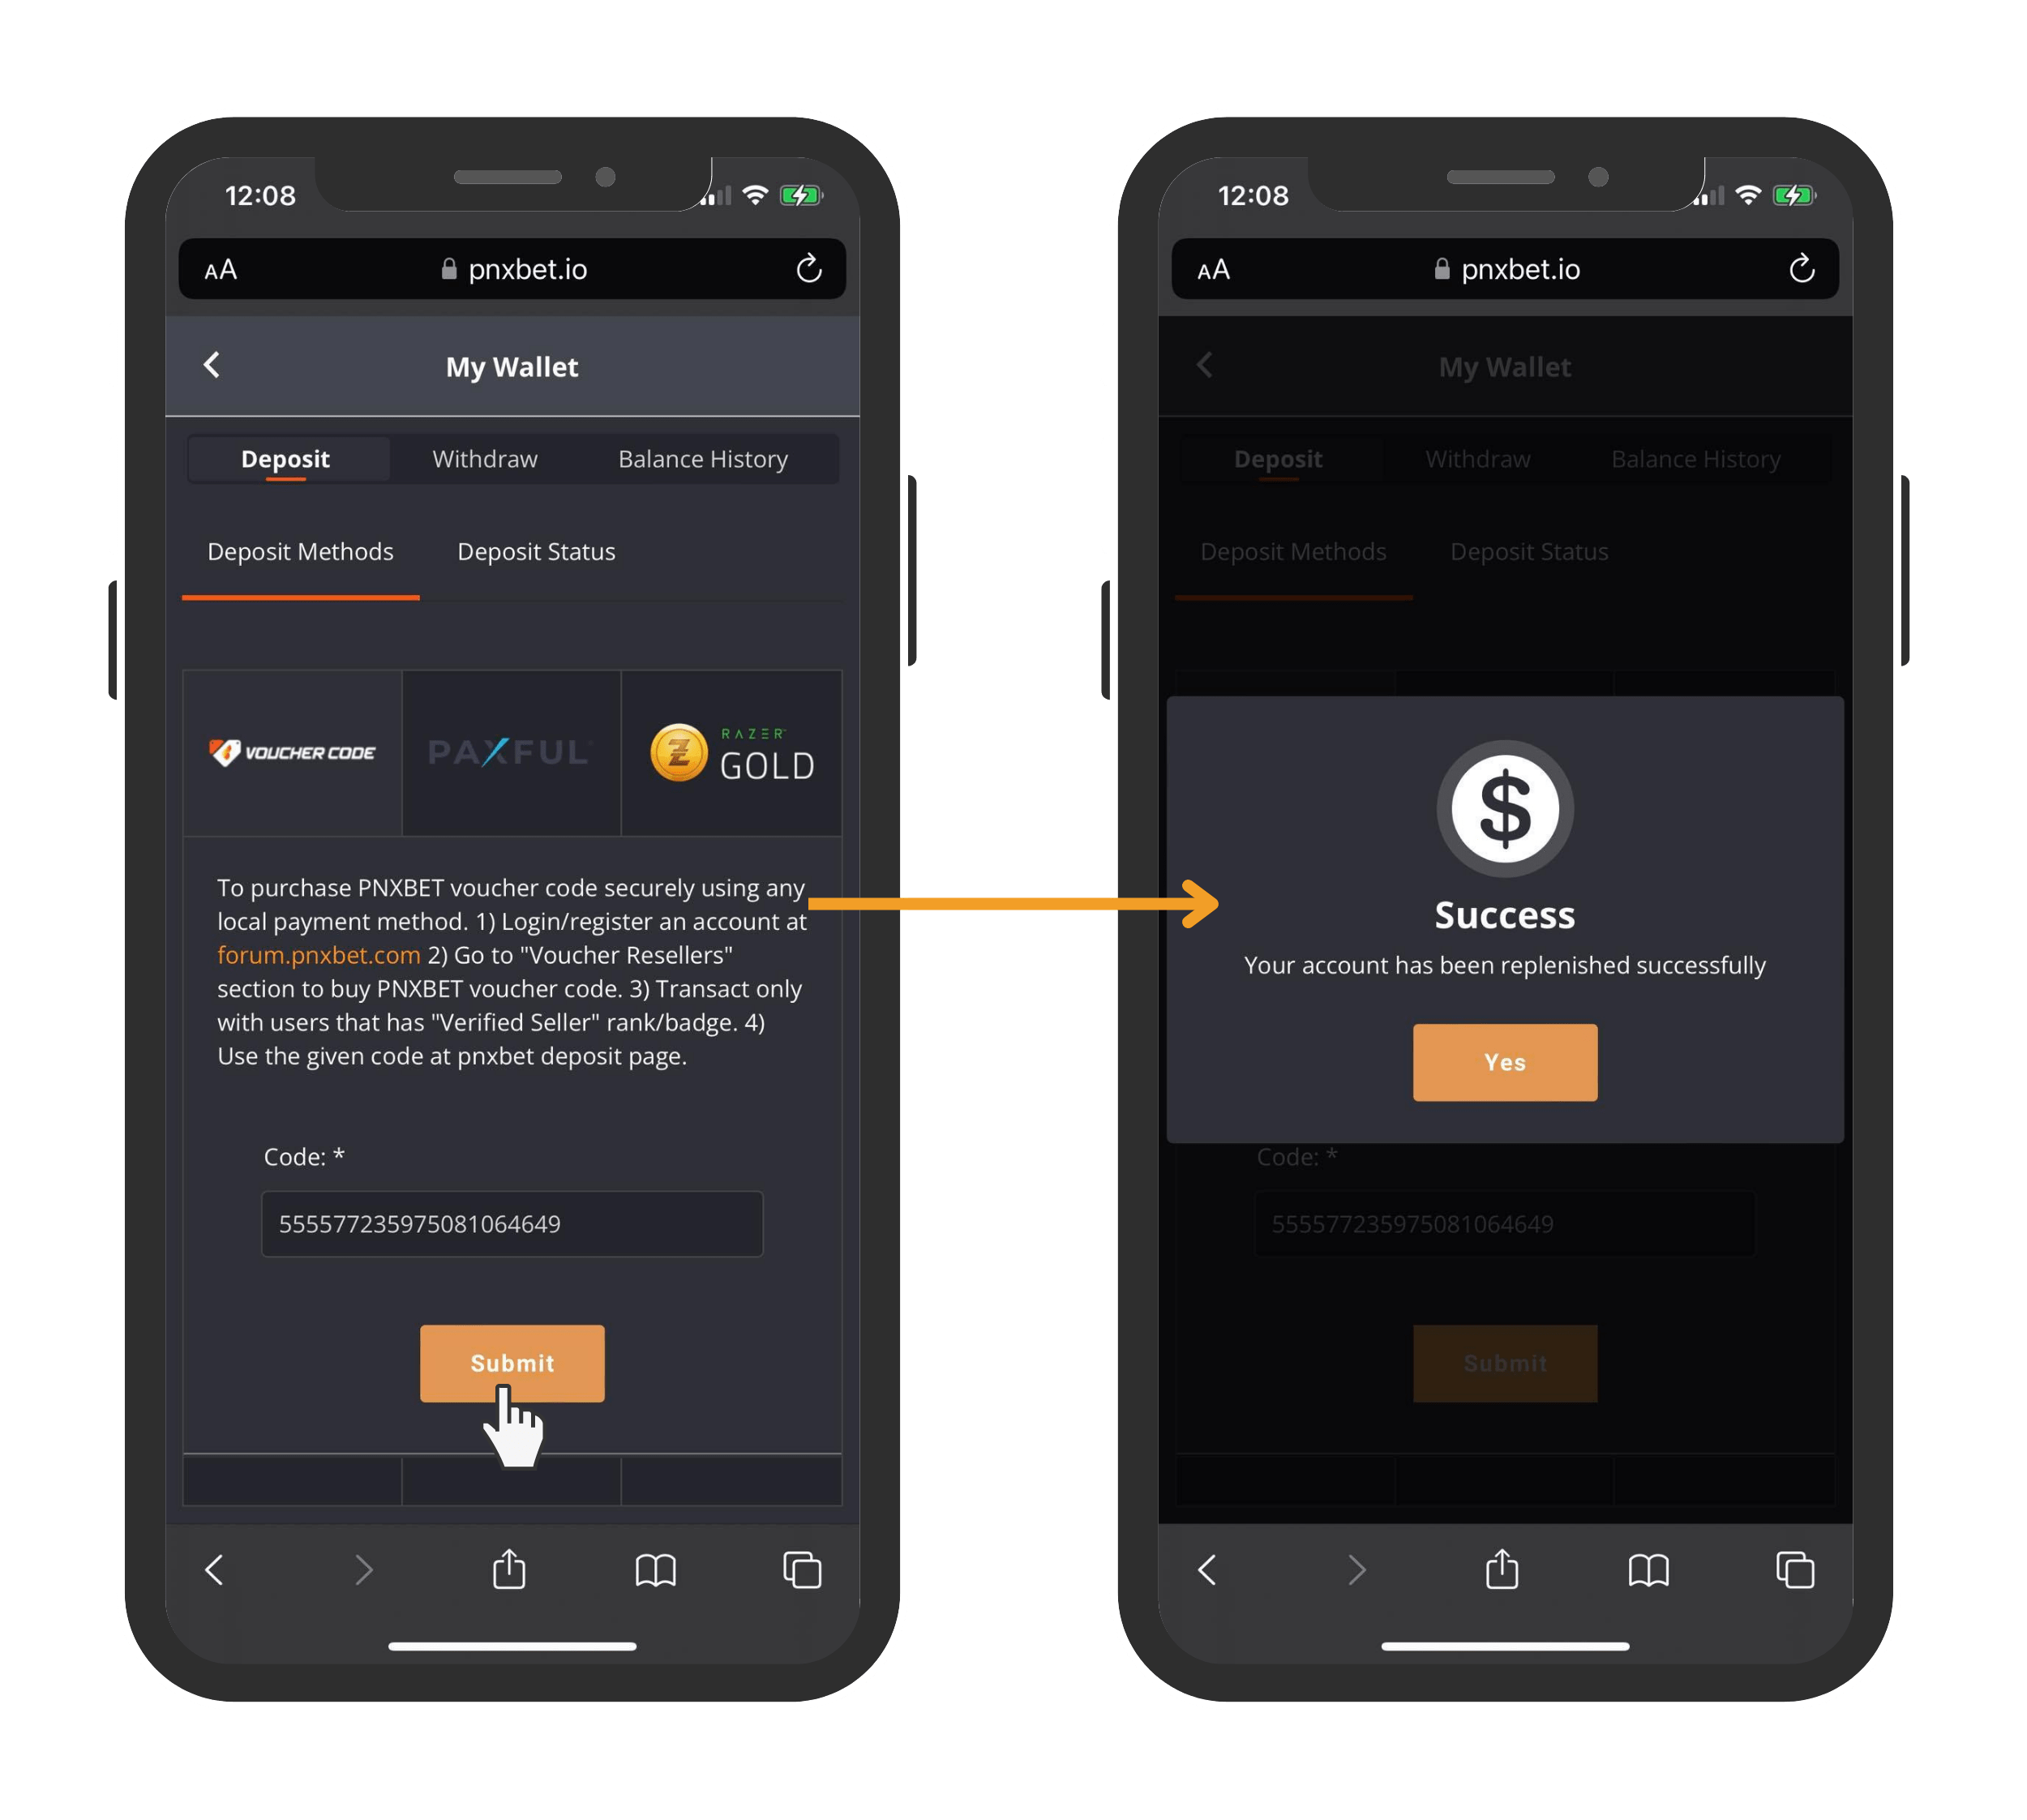 12:08
AA pnxbet.io
My Wallet
Deposit Withdraw Balance History
Deposit Methods Deposit Status
VOUCHER CODE PAXFUL RAZER GOLD
To purchase PNXBET voucher code securely using any
local payment method. 1) Login/register an account at
forum.pnxbet.com 2) Go to "Voucher Resellers"
section to buy PNXBET voucher code. 3) Transact only
with users that has "Verified Seller" rank/badge. 4)
Use the given code at pnxbet deposit page.
Code: *
555577235975081064649
Submit
12:08
AA pnxbet.io
My Wallet
Deposit Withdraw Balance History
Deposit Methods Deposit Status
$
Success
Your account has been replenished successfully
Yes
Code: *
555577235975081064649
Submit